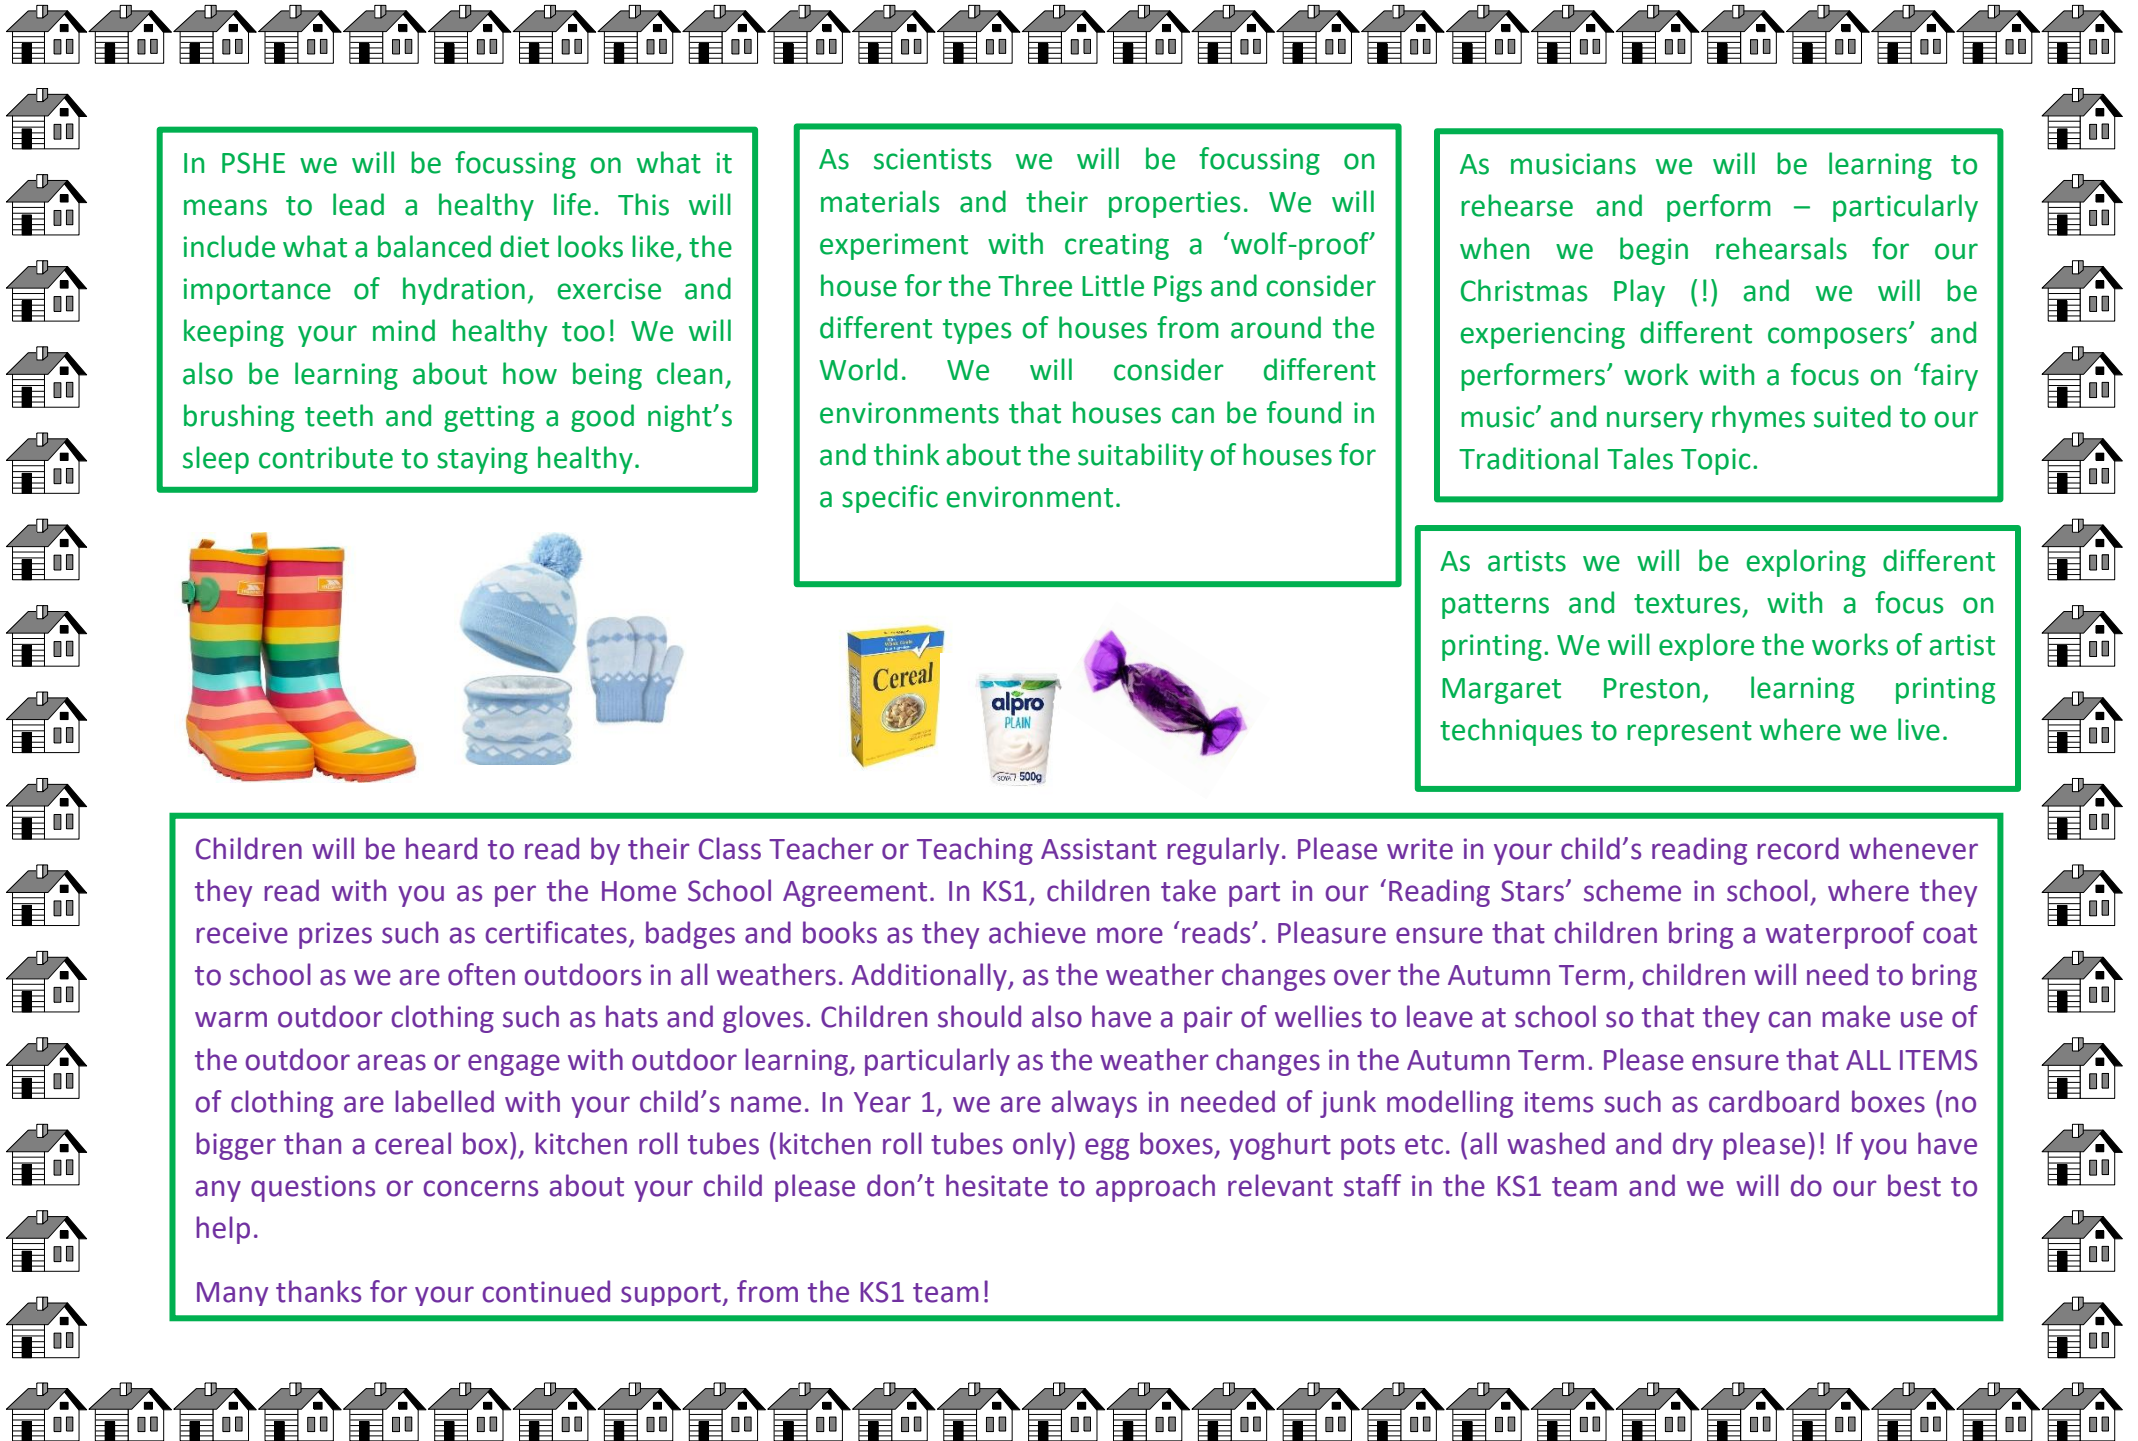 In PSHE we will be focussing on what it
means to lead a healthy life. This will
include what a balanced diet looks like, the
importance of hydration, exercise and
keeping your mind healthy too! We will
also be learning about how being clean,
brushing teeth and getting a good night’s
sleep contribute to staying healthy.
As scientists we will be focussing on
materials and their properties. We will
experiment with creating a ‘wolf-proof’
house for the Three Little Pigs and consider
different types of houses from around the
World. We will consider different
environments that houses can be found in
and think about the suitability of houses for
a specific environment.
As musicians we will be learning to
rehearse and perform – particularly
when we begin rehearsals for our
Christmas Play (!) and we will be
experiencing different composers’ and
performers’ work with a focus on ‘fairy
music’ and nursery rhymes suited to our
Traditional Tales Topic.
As artists we will be exploring different
patterns and textures, with a focus on
printing. We will explore the works of artist
Margaret Preston, learning printing
techniques to represent where we live.
Cereal
alpro
PLAIN
SOYA
500g
Children will be heard to read by their Class Teacher or Teaching Assistant regularly. Please write in your child’s reading record whenever
they read with you as per the Home School Agreement. In KS1, children take part in our ‘Reading Stars’ scheme in school, where they
receive prizes such as certificates, badges and books as they achieve more ‘reads’. Pleasure ensure that children bring a waterproof coat
to school as we are often outdoors in all weathers. Additionally, as the weather changes over the Autumn Term, children will need to bring
warm outdoor clothing such as hats and gloves. Children should also have a pair of wellies to leave at school so that they can make use of
the outdoor areas or engage with outdoor learning, particularly as the weather changes in the Autumn Term. Please ensure that ALL ITEMS
of clothing are labelled with your child’s name. In Year 1, we are always in needed of junk modelling items such as cardboard boxes (no
bigger than a cereal box), kitchen roll tubes (kitchen roll tubes only) egg boxes, yoghurt pots etc. (all washed and dry please)! If you have
any questions or concerns about your child please don’t hesitate to approach relevant staff in the KS1 team and we will do our best to
help.
Many thanks for your continued support, from the KS1 team!